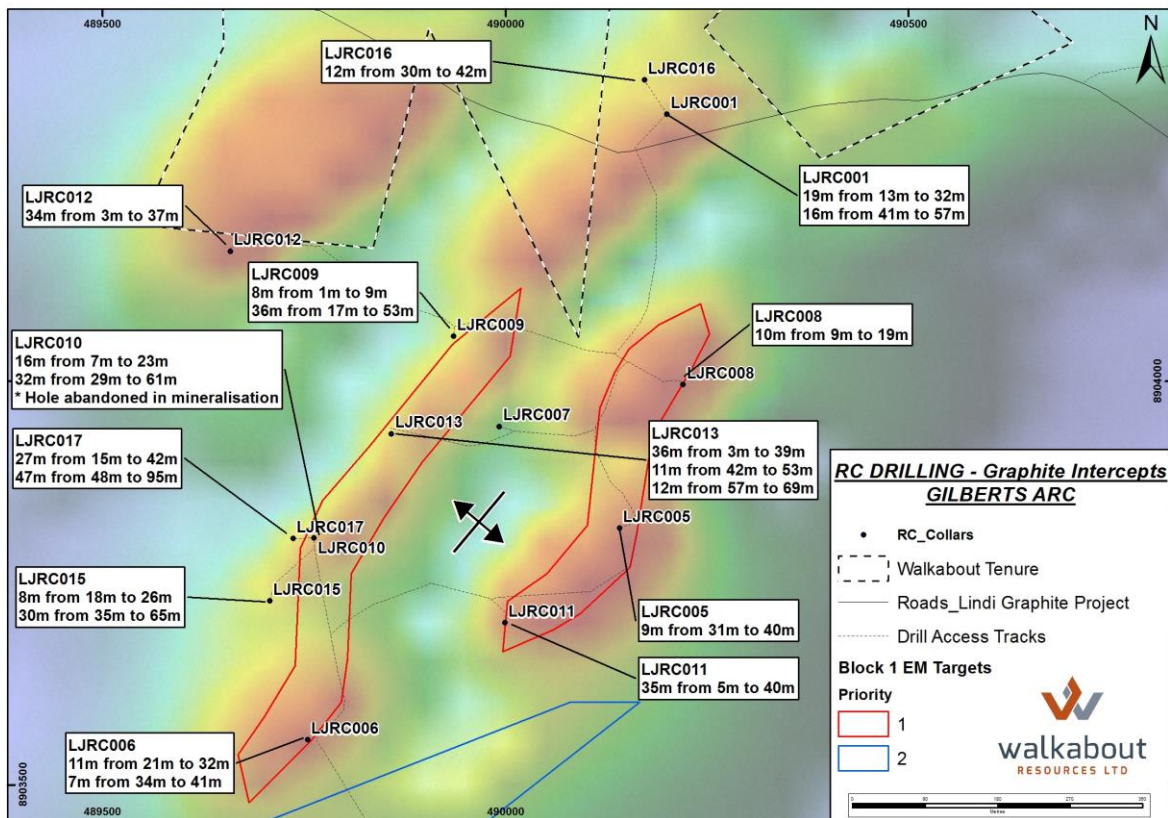 489500
490000
490500
N
LJRC016
12m from 30m to 42m
LJRC016
LJRC001
LJRC001
19m from 13m to 32m
16m from 41m to 57m
LJRC012
34m from 3m to 37m
LJRC012
LJRC009
8m from 1m to 9m
36m from 17m to 53m
LJRC009
LJRC008
10m from 9m to 19m
LJRC008
LJRC010
16m from 7m to 23m
32m from 29m to 61m
* Hole abandoned in mineralisation
8904000
8904000
LJRC013
LJRC007
LJRC013
36m from 3m to 39m
11m from 42m to 53m
12m from 57m to 69m
LJRC017
27m from 15m to 42m
47m from 48m to 95m
LJRC017
LJRC010
LJRC005
LJRC015
8m from 18m to 26m
30m from 35m to 65m
LJRC015
LJRC011
LJRC005
9m from 31m to 40m
LJRC011
35m from 5m to 40m
LJRC006
11m from 21m to 32m
7m from 34m to 41m
LJRC006
8903500
489500
490000
RC DRILLING - Graphite Intercepts
GILBERTS ARC
RC_Collars
Walkabout Tenure
Roads_Lindi Graphite Project
Drill Access Tracks
Block 1 EM Targets
Priority
1
2
walkabout
RESOURCES LTD